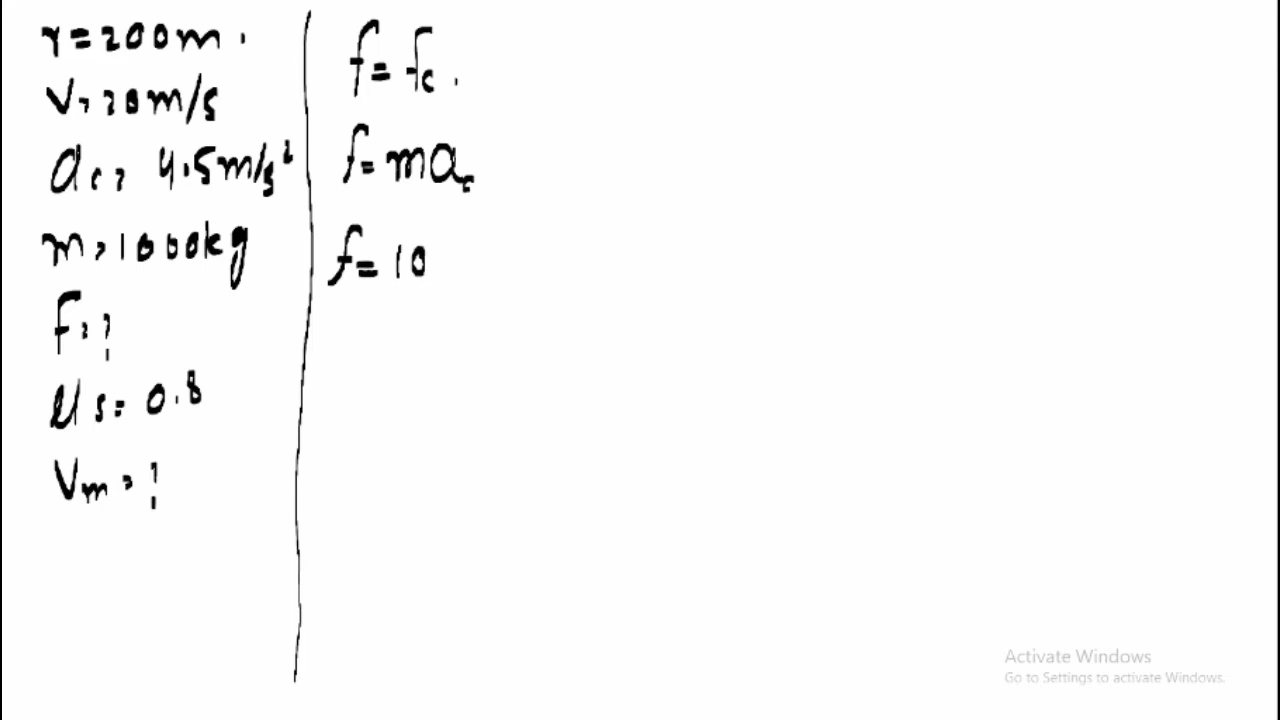 r=200m.
V=30m/s
ac= 4.5m/s²
m=1000kg
F=?
μs=0.8
Vm=?
f=fc.
f=mac
f=10
Activate Windows
Go to Settings to activate Windows.